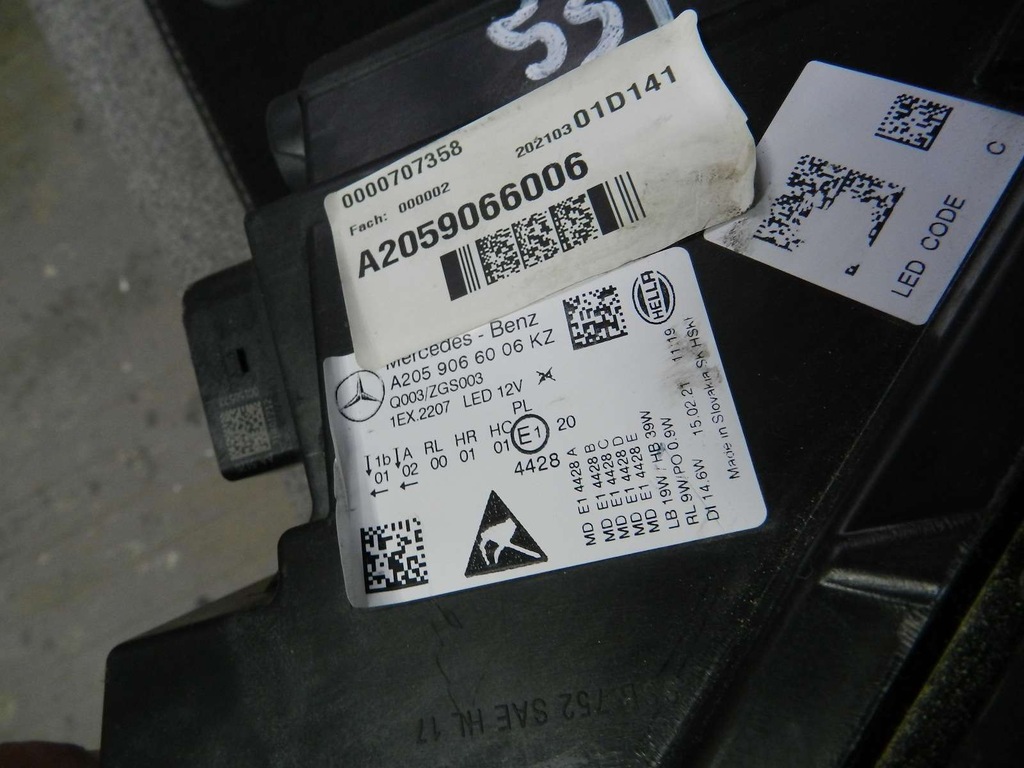 55
0000707358
202103 01D141
Fach: 000002
A2059066006
LED CODE
C
Mercedes - Benz
HELLA
A205 906 60 06 KZ
Q003/ZGS003
1EX.2207 LED 12V
1b A RL HR HC PL
01 02 00 01 01 E1 20
4428
MD E1 4428 A
MD E1 4428 B
MD E1 4428 C
MD E1 4428 D
MD E1 4428 E
LB 19W / HB 39W
RL 9W/PO 0.9W
DI 14.6W 15.02.21 11:19
Made in Slovakia
752 SAE HL 17